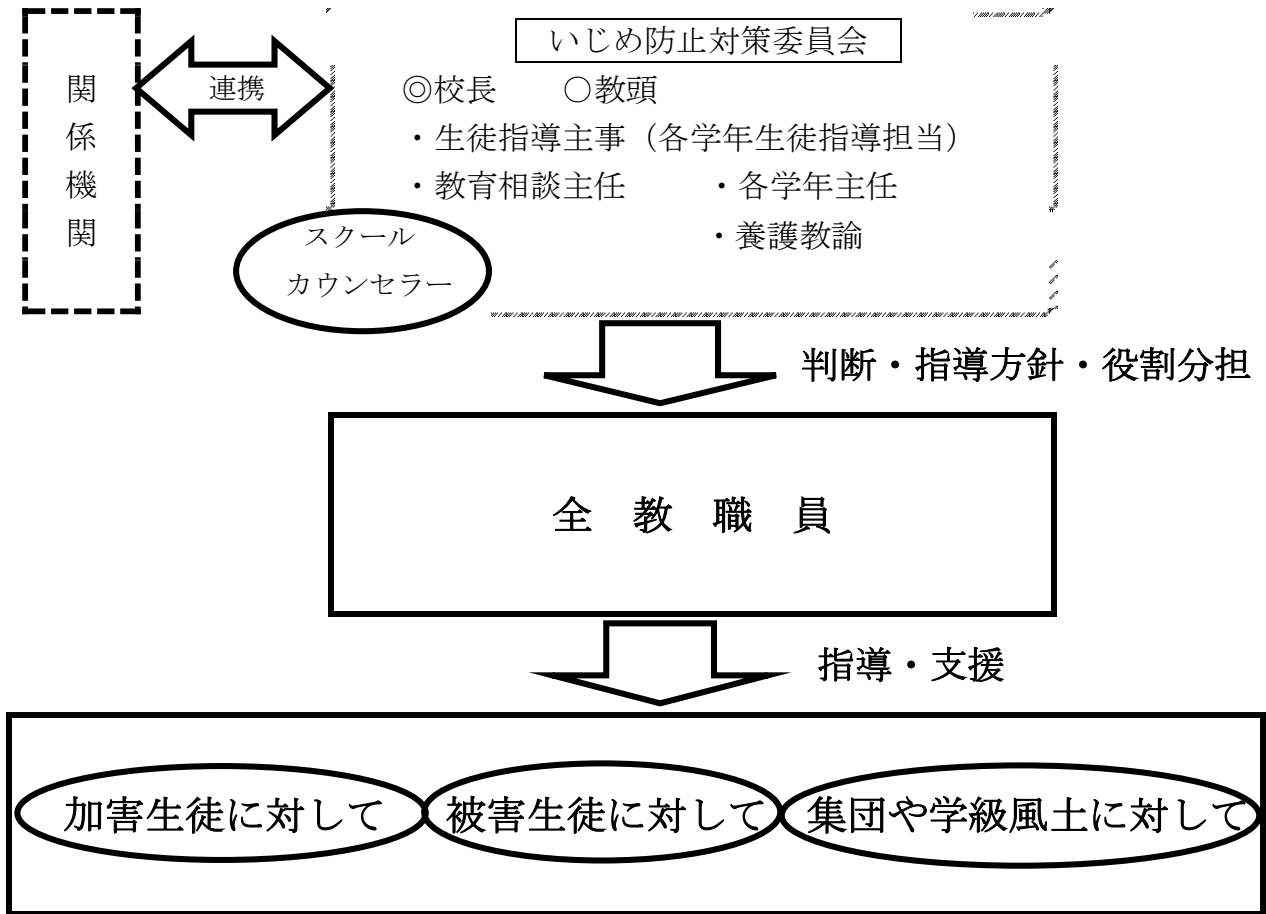 関係機関
連携
いじめ防止対策委員会
◎校長　　○教頭
・生徒指導主事（各学年生徒指導担当）
・教育相談主任　　・各学年主任
・養護教諭
スクール
カウンセラー
判断・指導方針・役割分担
全　教　職　員
指導・支援
加害生徒に対して
被害生徒に対して
集団や学級風土に対して